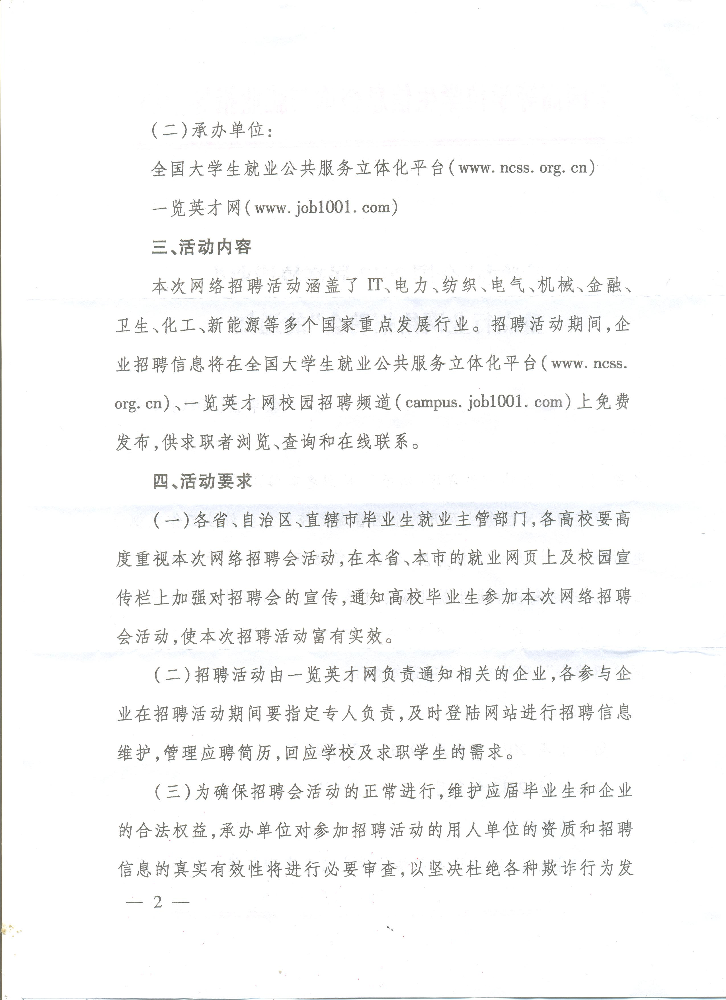 (二)承办单位:
全国大学生就业公共服务立体化平台(www.ncss.org.cn)
一览英才网(www.job1001.com)
三、活动内容
本次网络招聘活动涵盖了IT、电力、纺织、电气、机械、金融、
卫生、化工、新能源等多个国家重点发展行业。招聘活动期间,企
业招聘信息将在全国大学生就业公共服务立体化平台(www.ncss.
org.cn)、一览英才网校园招聘频道(campus.job1001.com)上免费
发布,供求职者浏览、查询和在线联系。
四、活动要求
(一)各省、自治区、直辖市毕业生就业主管部门,各高校要高
度重视本次网络招聘会活动,在本省、本市的就业网页上及校园宣
传栏上加强对招聘会的宣传,通知高校毕业生参加本次网络招聘
会活动,使本次招聘活动富有实效。
(二)招聘活动由一览英才网负责通知相关的企业,各参与企
业在招聘活动期间要指定专人负责,及时登陆网站进行招聘信息
维护,管理应聘简历,回应学校及求职学生的需求。
(三)为确保招聘会活动的正常进行,维护应届毕业生和企业
的合法权益,承办单位对参加招聘活动的用人单位的资质和招聘
信息的真实有效性将进行必要审查,以坚决杜绝各种欺诈行为发
— 2 —